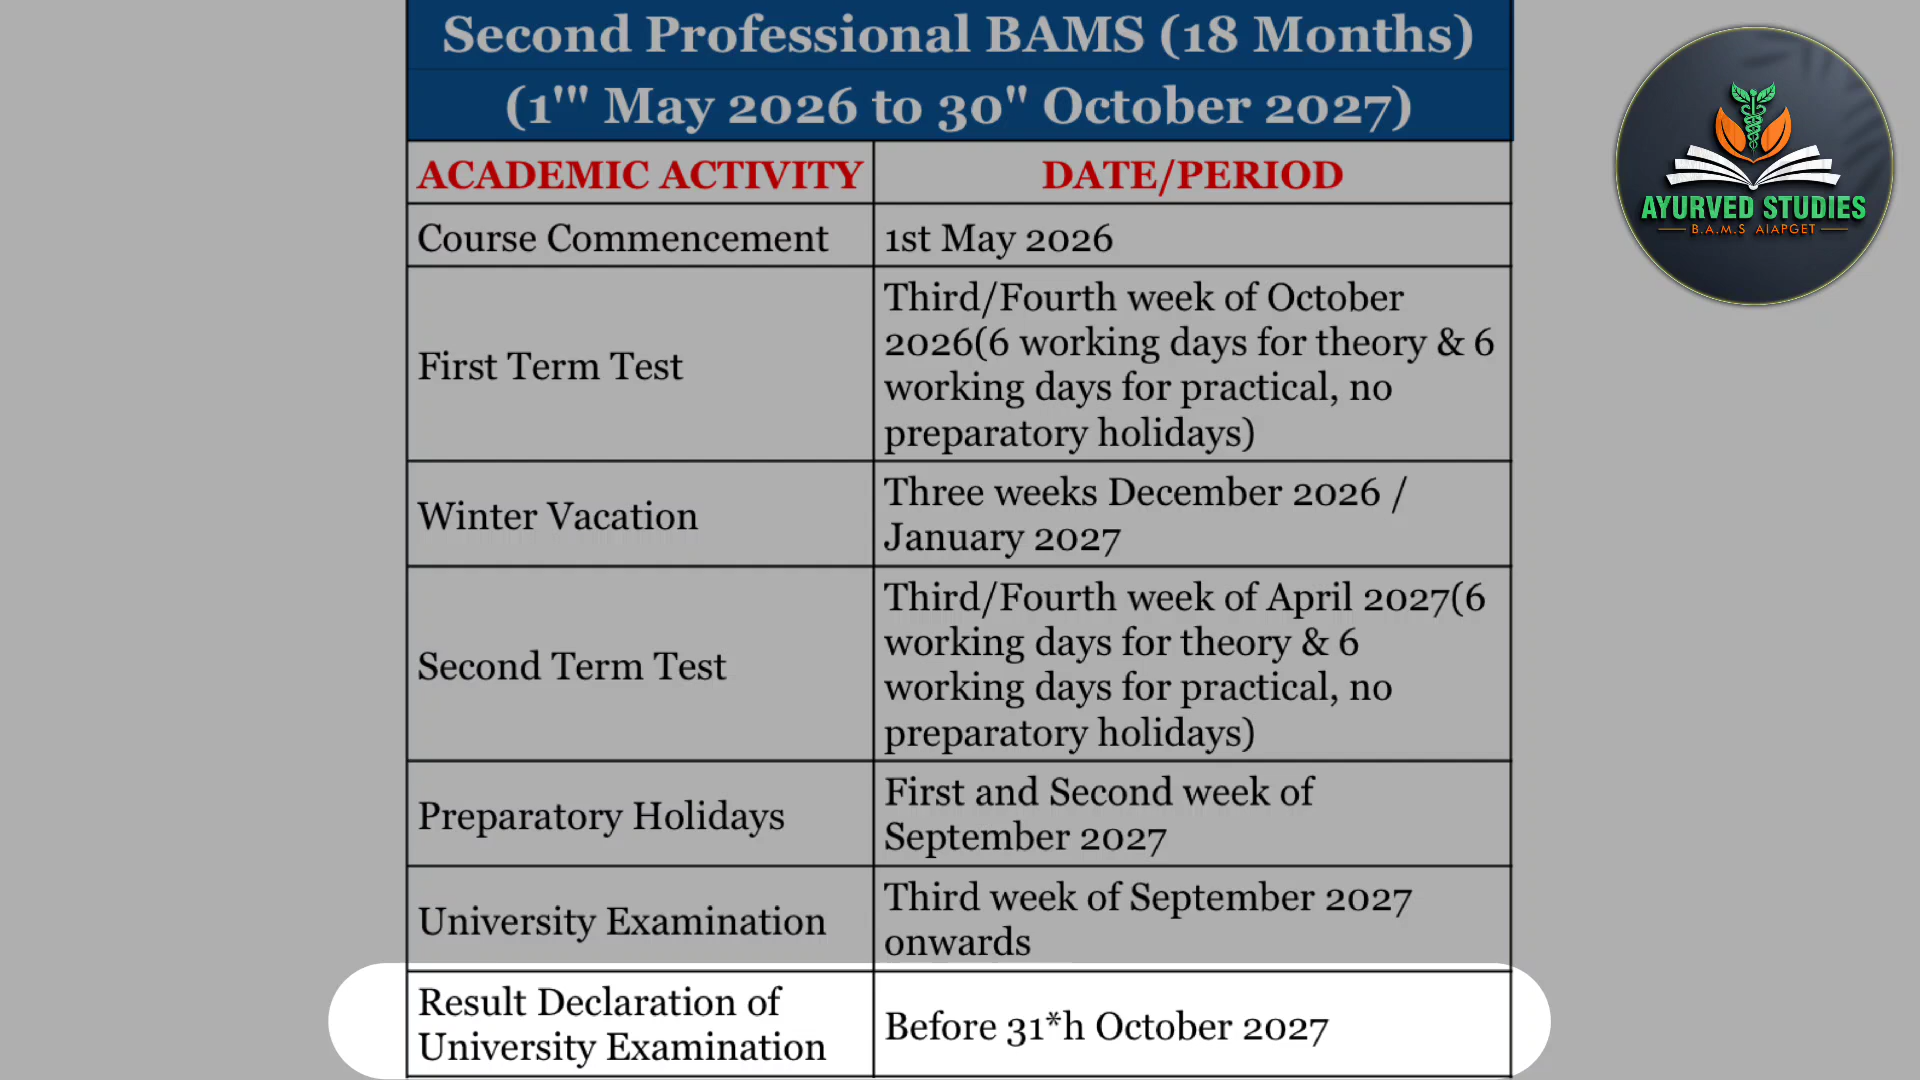 Second Professional BAMS (18 Months)
(1''' May 2026 to 30'' October 2027)
ACADEMIC ACTIVITY
DATE/PERIOD
Course Commencement
1st May 2026
First Term Test
Third/Fourth week of October
2026(6 working days for theory & 6
working days for practical, no
preparatory holidays)
Winter Vacation
Three weeks December 2026 /
January 2027
Second Term Test
Third/Fourth week of April 2027(6
working days for theory & 6
working days for practical, no
preparatory holidays)
Preparatory Holidays
First and Second week of
September 2027
University Examination
Third week of September 2027
onwards
Result Declaration of
University Examination
Before 31*h October 2027
AYURVED STUDIES
B.A.M.S AIAPGET